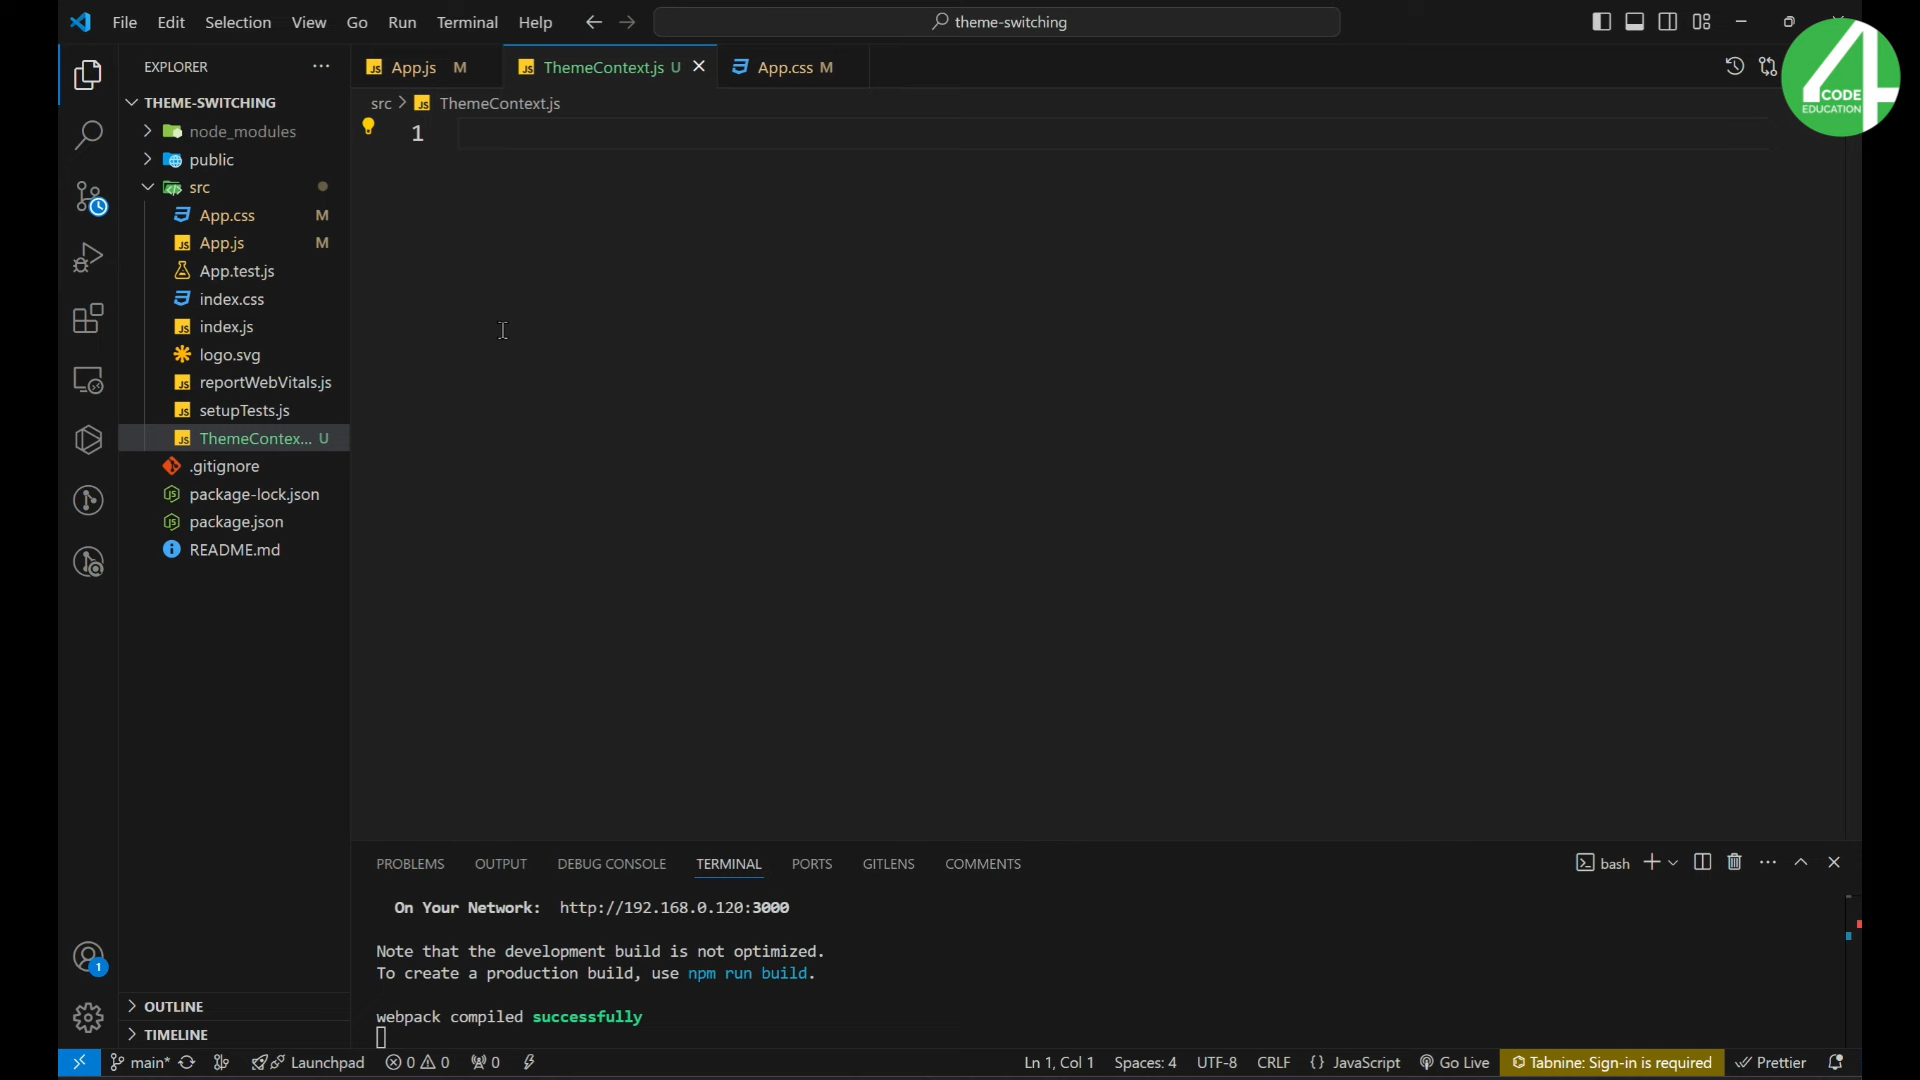 File Edit Selection View Go Run Terminal Help
theme-switching
EXPLORER
App.js M
ThemeContext.js U
App.css M
4
CODE
EDUCATION
THEME-SWITCHING
src > ThemeContext.js
1
node_modules
public
src
App.css M
App.js M
App.test.js
index.css
index.js
logo.svg
reportWebVitals.js
setupTests.js
ThemeContex... U
.gitignore
package-lock.json
package.json
README.md
PROBLEMS OUTPUT DEBUG CONSOLE TERMINAL PORTS GITLENS COMMENTS
bash
On Your Network: http://192.168.0.120:3000
Note that the development build is not optimized.
To create a production build, use npm run build.
webpack compiled successfully
1
OUTLINE
TIMELINE
main* Launchpad 0 0 0 Ln 1, Col 1 Spaces: 4 UTF-8 CRLF {} JavaScript Go Live Tabnine: Sign-in is required Prettier